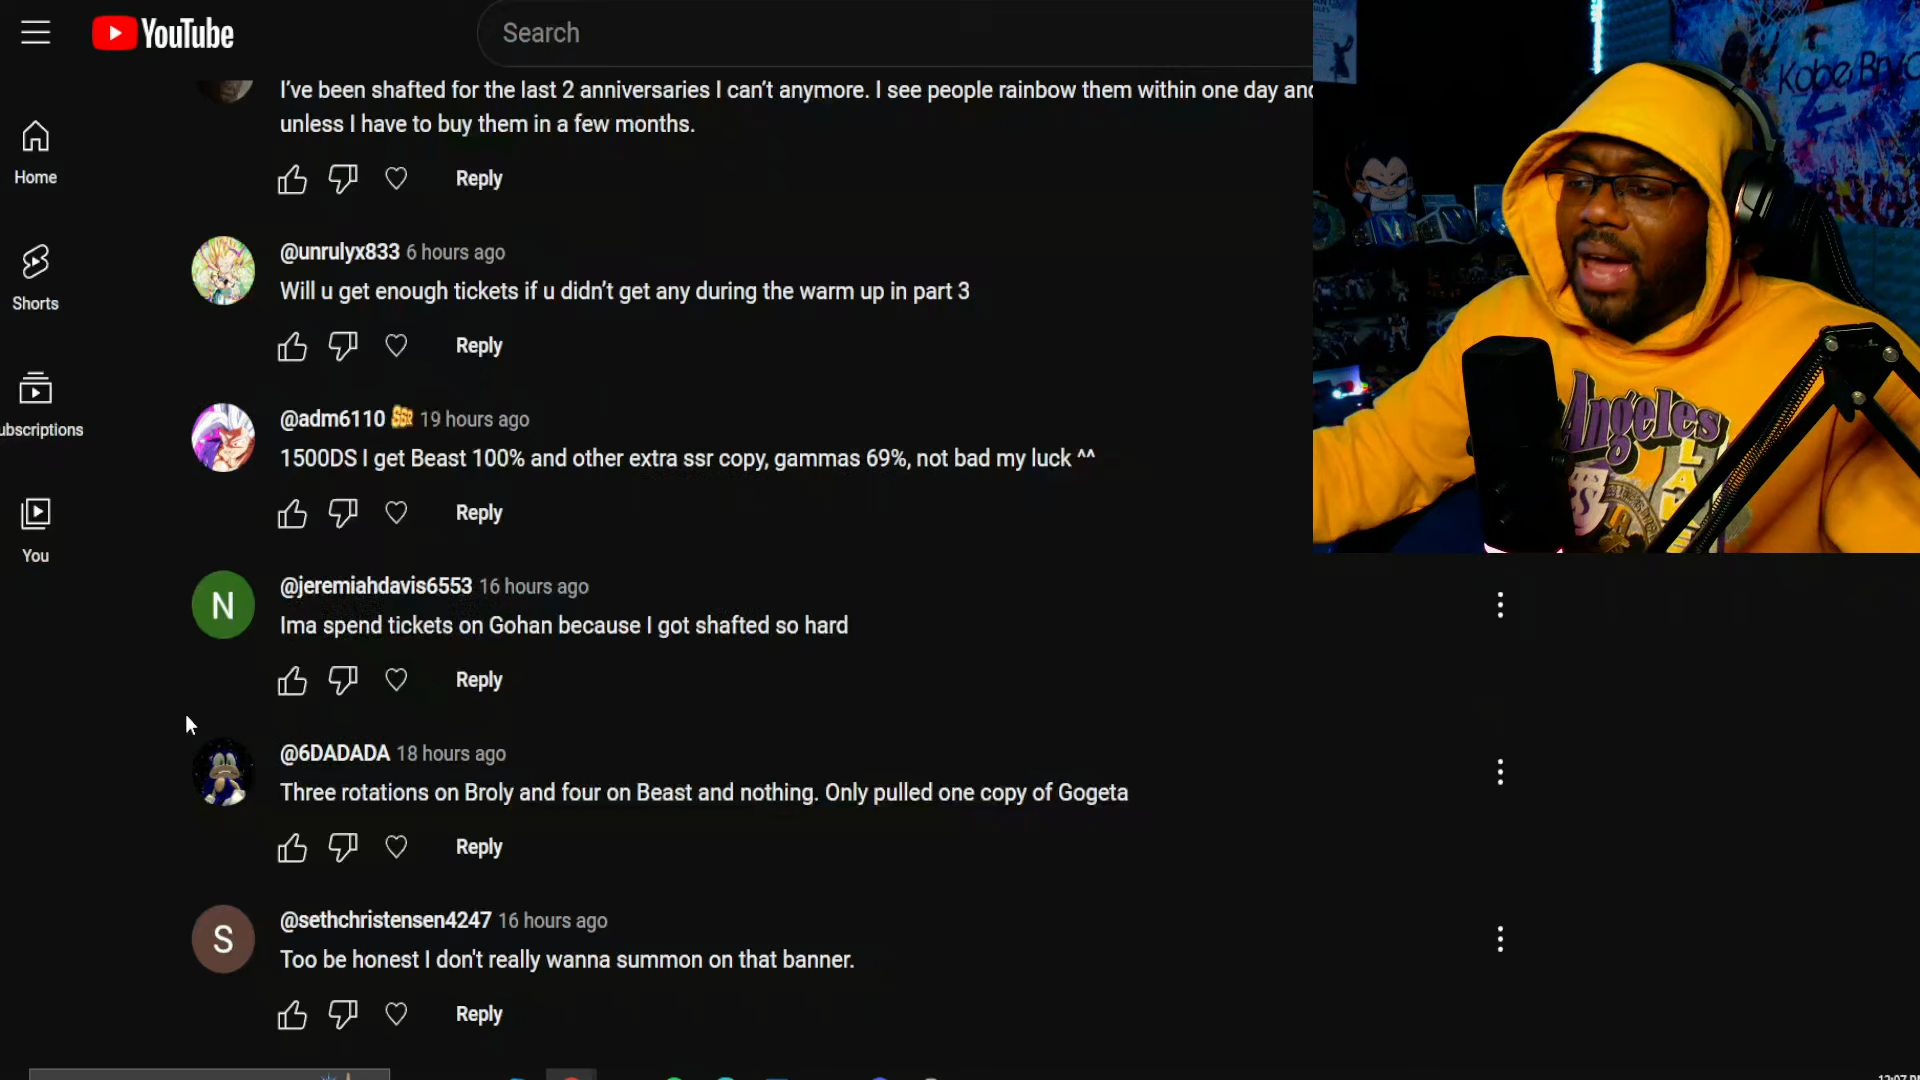 YouTube
Search
Kobe Bry
I've been shafted for the last 2 anniversaries I can't anymore. I see people rainbow them within one day and
unless I have to buy them in a few months.
Reply
Home
@unrulyx833 6 hours ago
Will u get enough tickets if u didn't get any during the warm up in part 3
Reply
Shorts
@adm6110 SSR 19 hours ago
1500DS I get Beast 100% and other extra ssr copy, gammas 69%, not bad my luck ^^
Reply
ubscriptions
Angeles
You
N
@jeremiahdavis6553 16 hours ago
Ima spend tickets on Gohan because I got shafted so hard
Reply
@6DADADA 18 hours ago
Three rotations on Broly and four on Beast and nothing. Only pulled one copy of Gogeta
Reply
S
@sethchristensen4247 16 hours ago
Too be honest I don't really wanna summon on that banner.
Reply